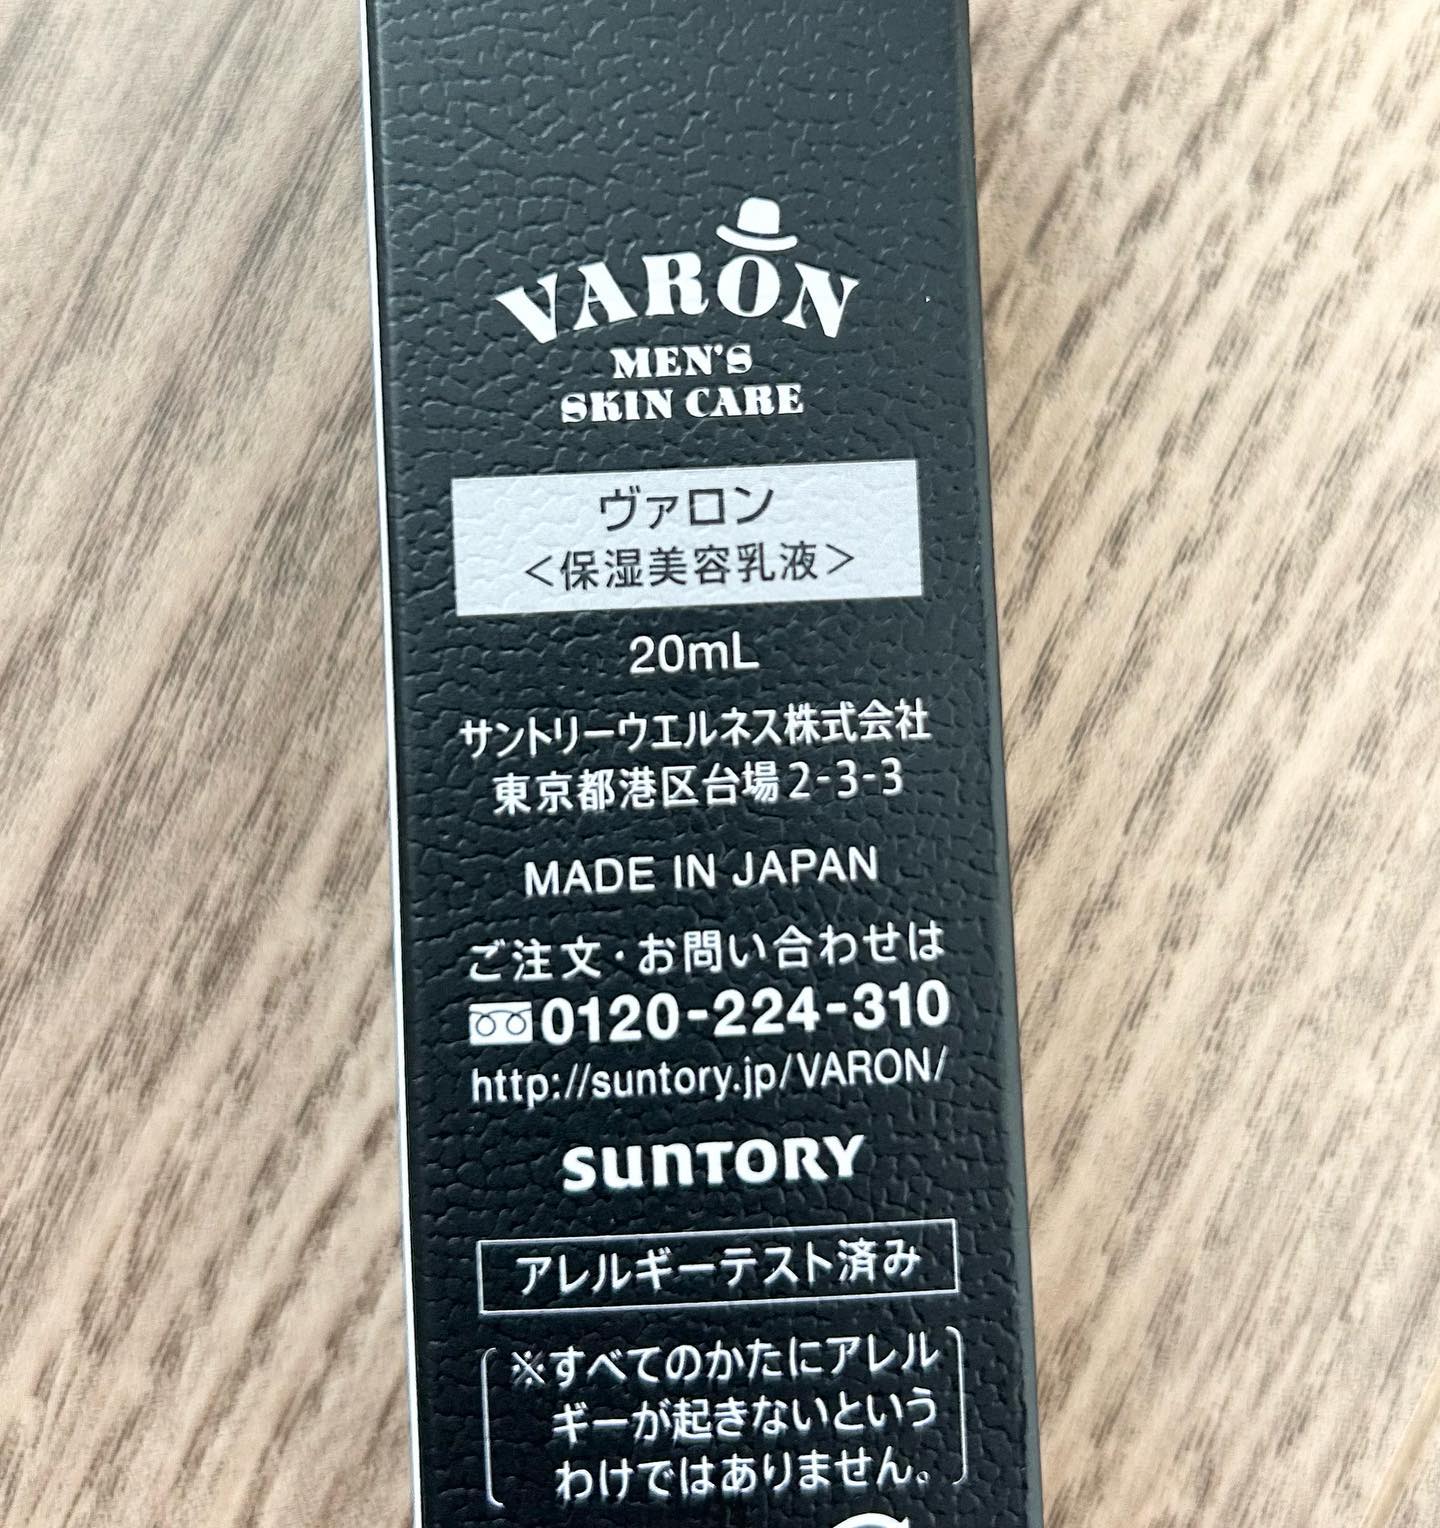 VARON
MEN'S
SKIN CARE
ヴァロン
＜保湿美容乳液＞
20mL
サントリーウエルネス株式会社
東京都港区台場2-3-3
MADE IN JAPAN
ご注文・お問い合わせは
0120-224-310
http://suntory.jp/VARON/
SUNTORY
アレルギーテスト済み
※すべてのかたにアレル
ギーが起きないという
わけではありません。